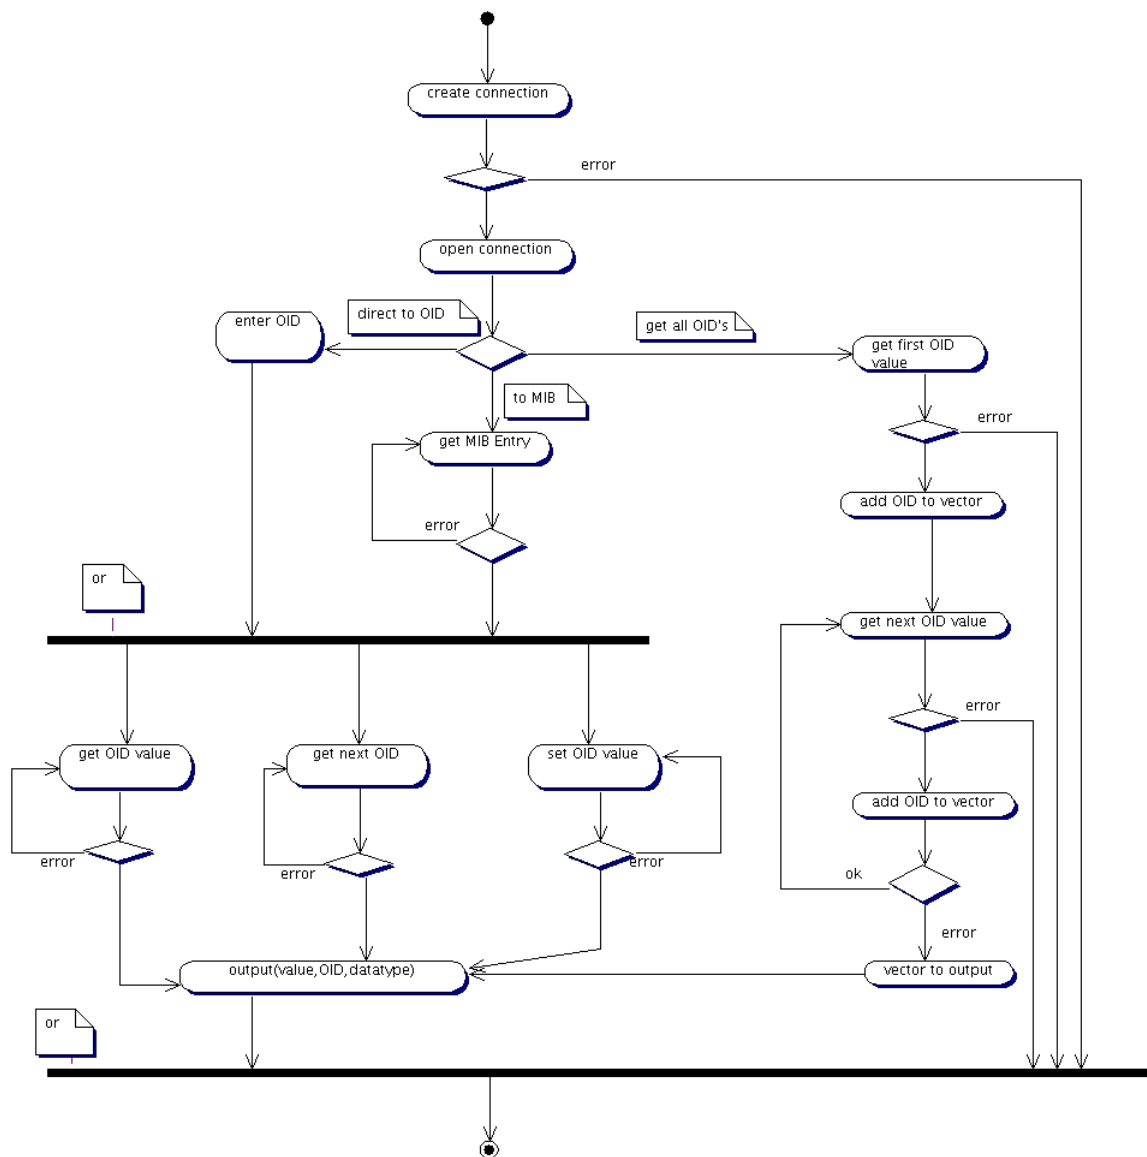 create connection
error
open connection
enter OID
direct to OID
get all OID's
get first OID
value
to MIB
error
get MIB Entry
add OID to vector
error
or
get next OID value
error
get OID value
get next OID
set OID value
add OID to vector
error
error
error
ok
error
output(value,OID,datatype)
vector to output
or